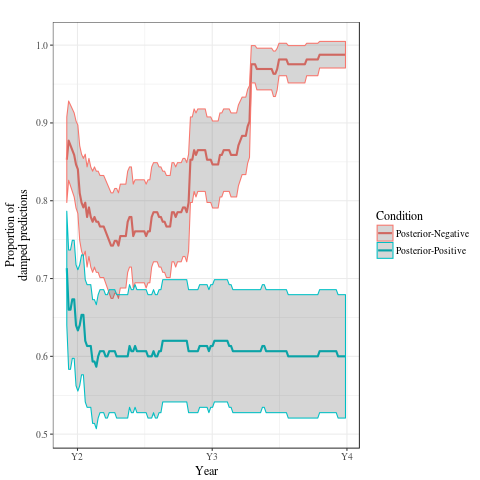 1.0
0.9
0.8
0.7
0.6
0.5
Proportion of
damped predictions
Y2
Y3
Y4
Year
Condition
Posterior-Negative
Posterior-Positive